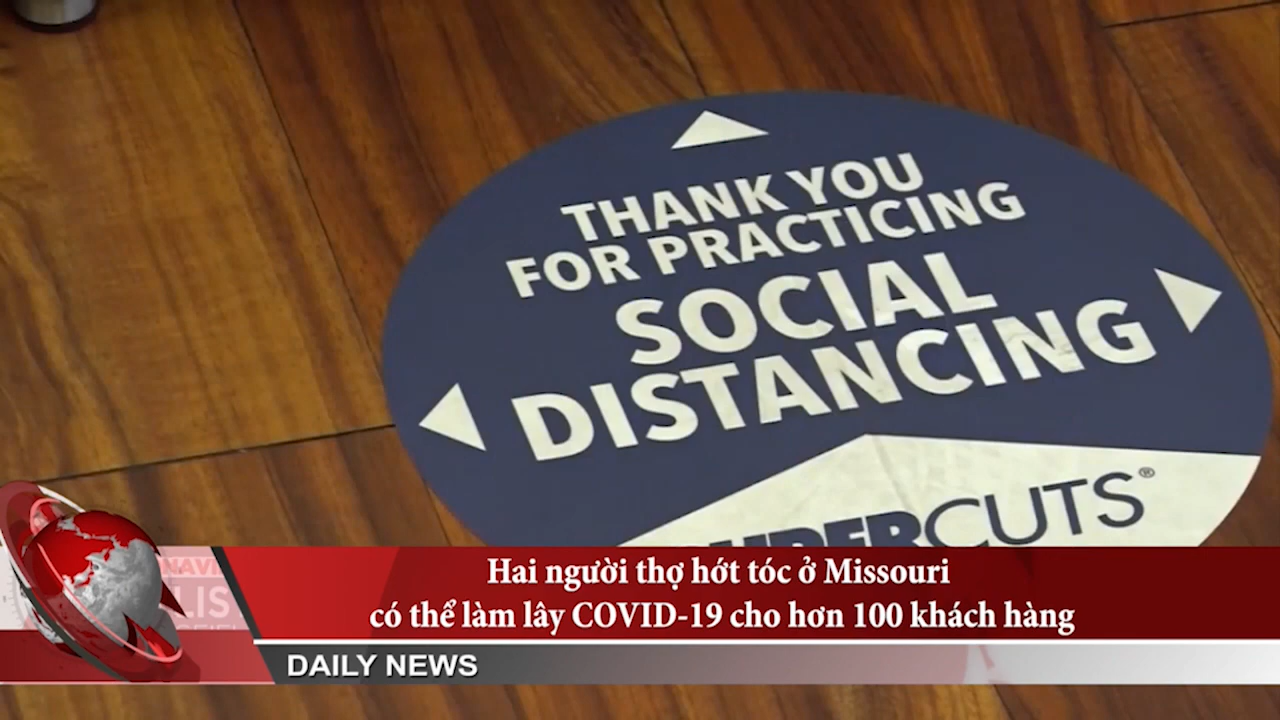 THANK YOU
FOR PRACTICING
SOCIAL
DISTANCING
CUTS®
Hai người thợ hớt tóc ở Missouri
có thể làm lây COVID-19 cho hơn 100 khách hàng
DAILY NEWS